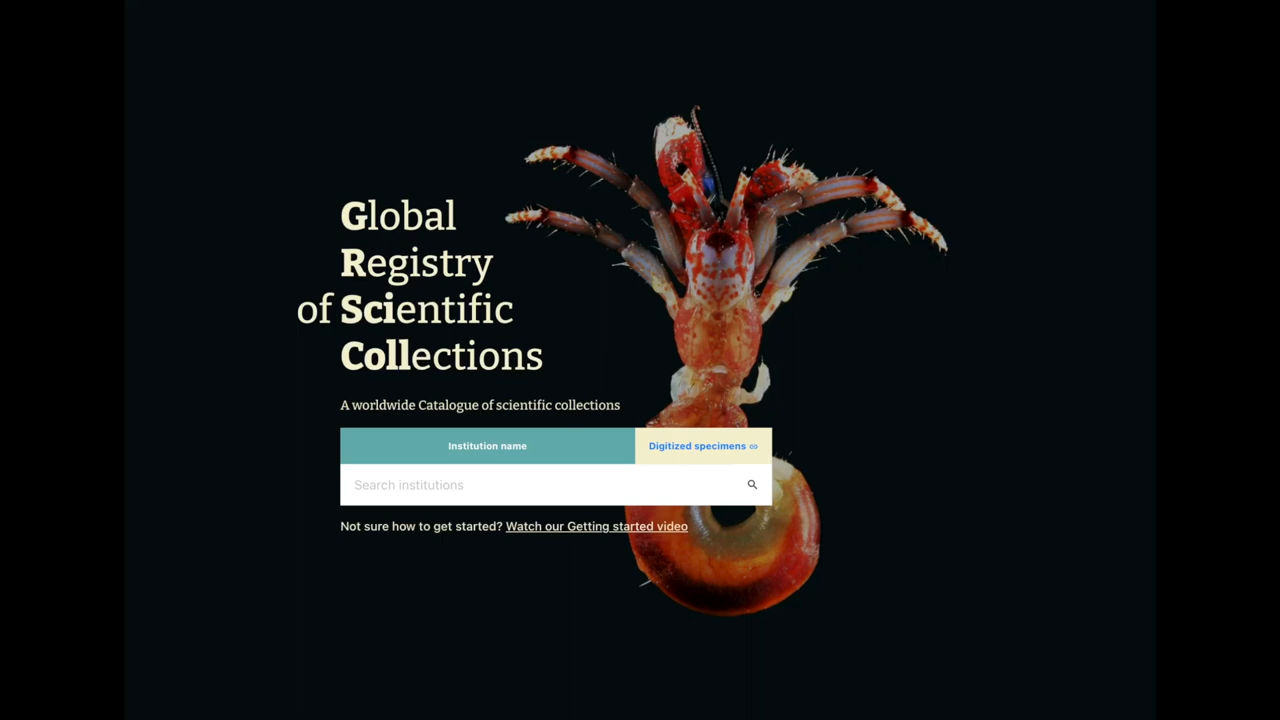 Global
Registry
of Scientific
Collections
A worldwide Catalogue of scientific collections
Institution name
Digitized specimens
Search institutions
Not sure how to get started? Watch our Getting started video